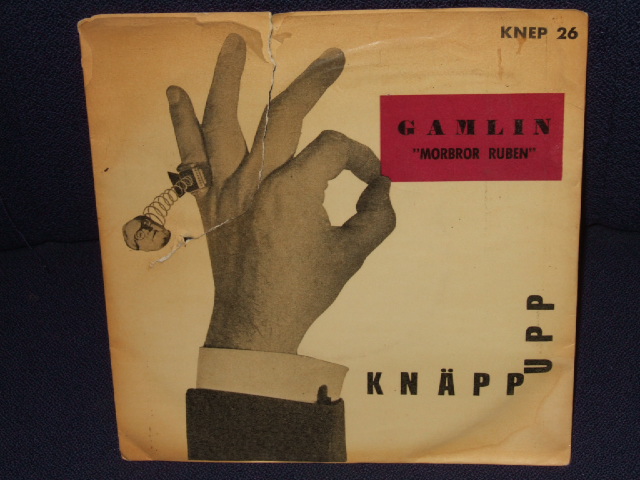 KNEP 26
GAMLIN
"MORBROR RUBEN"
KNÄPP
UPP